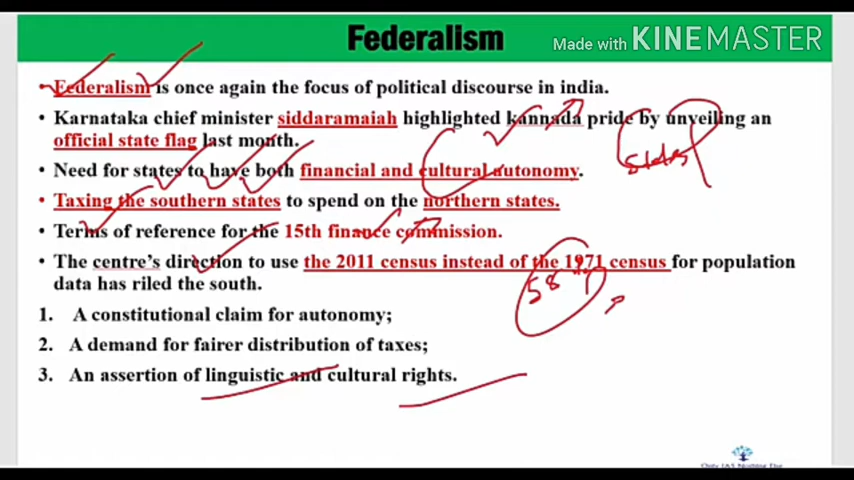 Federalism
Made with KINEMASTER
• Federalism is once again the focus of political discourse in india.
• Karnataka chief minister siddaramaiah highlighted kannada pride by unveiling an
official state flag last month.
states
• Need for states to have both financial and cultural autonomy.
• Taxing the southern states to spend on the northern states.
• Terms of reference for the 15th finance commission.
• The centre's direction to use the 2011 census instead of the 1971 census for population
data has riled the south.
58
1. A constitutional claim for autonomy;
2. A demand for fairer distribution of taxes;
3. An assertion of linguistic and cultural rights.